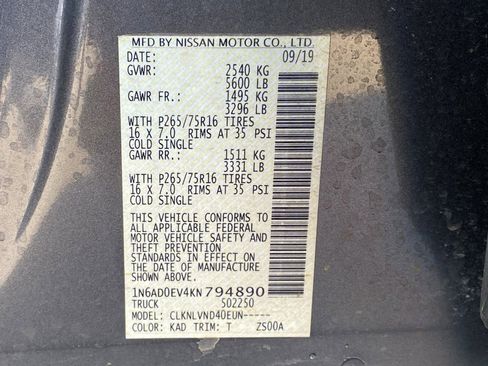 MFD BY NISSAN MOTOR CO., LTD.
DATE: 09/19
GVWR: 2540 KG
5600 LB
GAWR FR.: 1495 KG
3296 LB
WITH P265/75R16 TIRES
16 X 7.0 RIMS AT 35 PSI
COLD SINGLE
GAWR RR.: 1511 KG
3331 LB
WITH P265/75R16 TIRES
16 X 7.0 RIMS AT 35 PSI
COLD SINGLE
THIS VEHICLE CONFORMS TO
ALL APPLICABLE FEDERAL
MOTOR VEHICLE SAFETY AND
THEFT PREVENTION
STANDARDS IN EFFECT ON
THE DATE OF MANUFACTURE
SHOWN ABOVE.
1N6AD0EV4KN794890
TRUCK 502250
MODEL: CLKNLVND40EUN-----
COLOR: KAD TRIM: T ZS00A